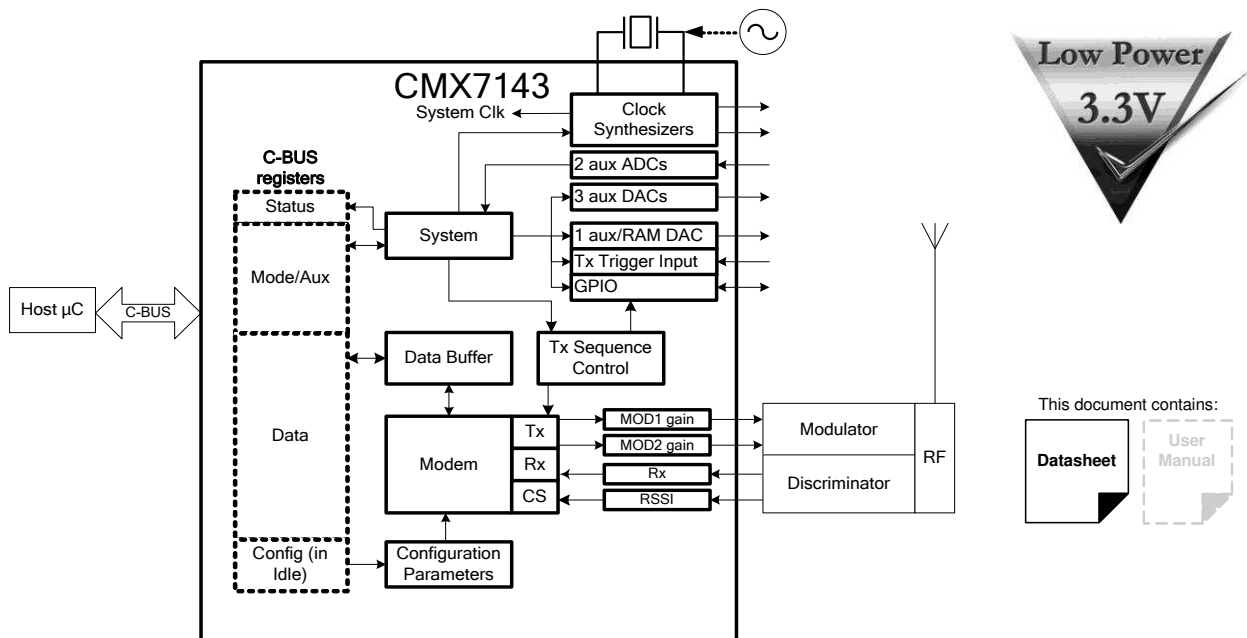 CMX7143
System Clk
Clock
Synthesizers
Low Power
3.3V
C-BUS
registers
Status
Mode/Aux
Data
Config (in
Idle)
Host µC
C-BUS
System
2 aux ADCs
3 aux DACs
1 aux/RAM DAC
Tx Trigger Input
GPIO
Data Buffer
Tx Sequence
Control
Modem
Tx
Rx
CS
MOD1 gain
MOD2 gain
Rx
RSSI
Configuration
Parameters
Modulator
Discriminator
RF
This document contains:
Datasheet
User
Manual